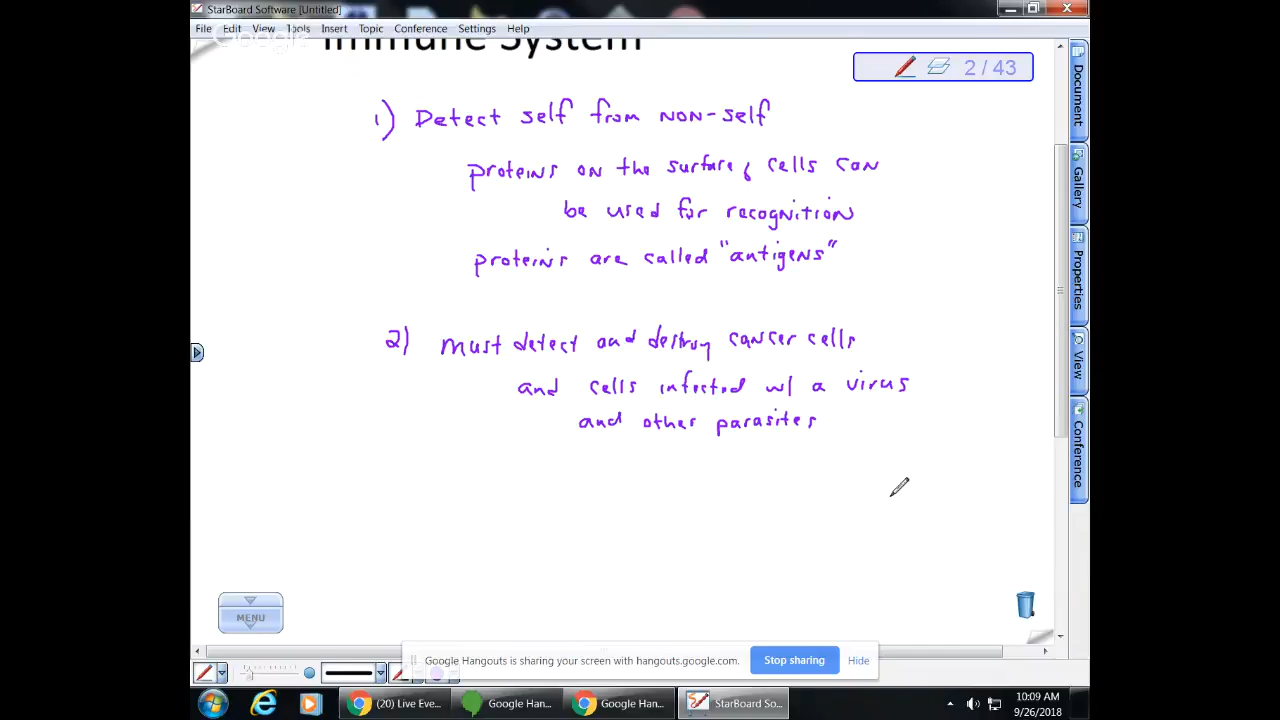 StarBoard Software [Untitled]
File Edit View Tools Insert Topic Conference Settings Help
Google
Immune System
2 / 43
1) Detect self from non-self
proteins on the surface of cells can
be used for recognition
proteins are called "antigens"
2) must detect and destroy cancer cells
and cells infected w/ a virus
and other parasites
Document
Gallery
Properties
View
Conference
MENU
Google Hangouts is sharing your screen with hangouts.google.com. Stop sharing Hide
(20) Live Eve... Google Han... Google Han... StarBoard So...
10:09 AM
9/26/2018